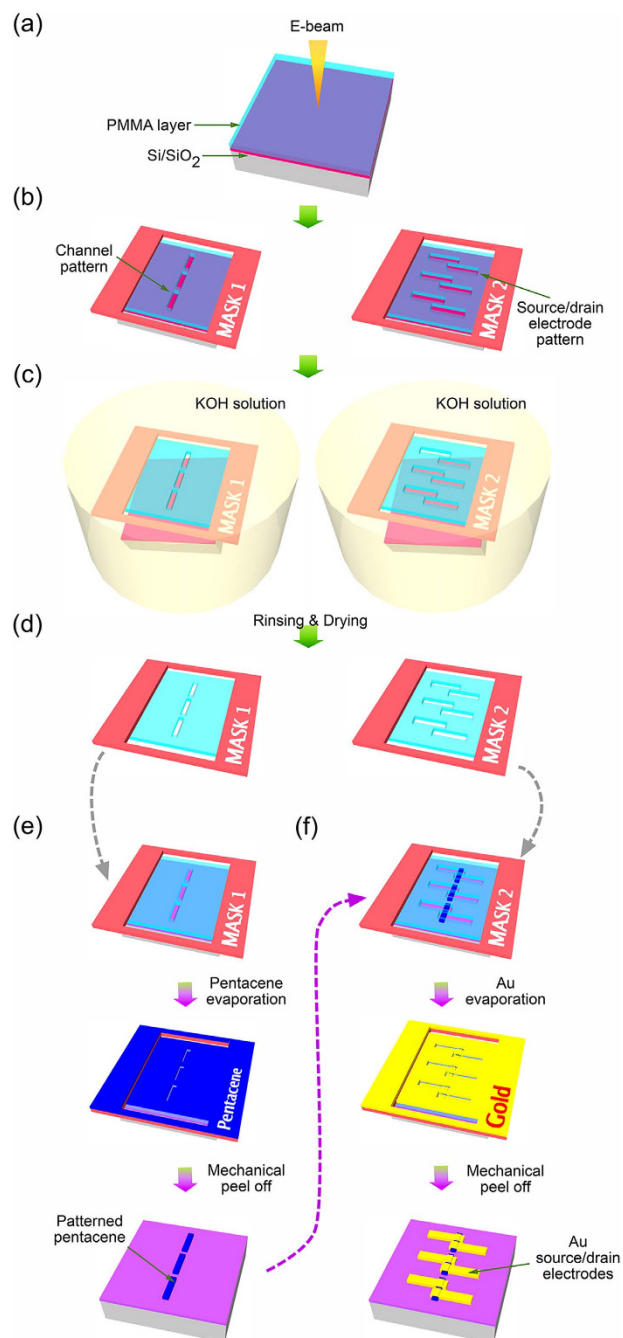 (a)
E-beam
PMMA layer
Si/SiO2
(b)
Channel
pattern
MASK 1
MASK 2
Source/drain
electrode
pattern
(c)
KOH solution
KOH solution
MASK 1
MASK 2
Rinsing & Drying
(d)
MASK 1
MASK 2
(e)
(f)
MASK 1
MASK 2
Pentacene
evaporation
Au
evaporation
Pentacene
Gold
Mechanical
peel off
Mechanical
peel off
Patterned
pentacene
Au
source/drain
electrodes